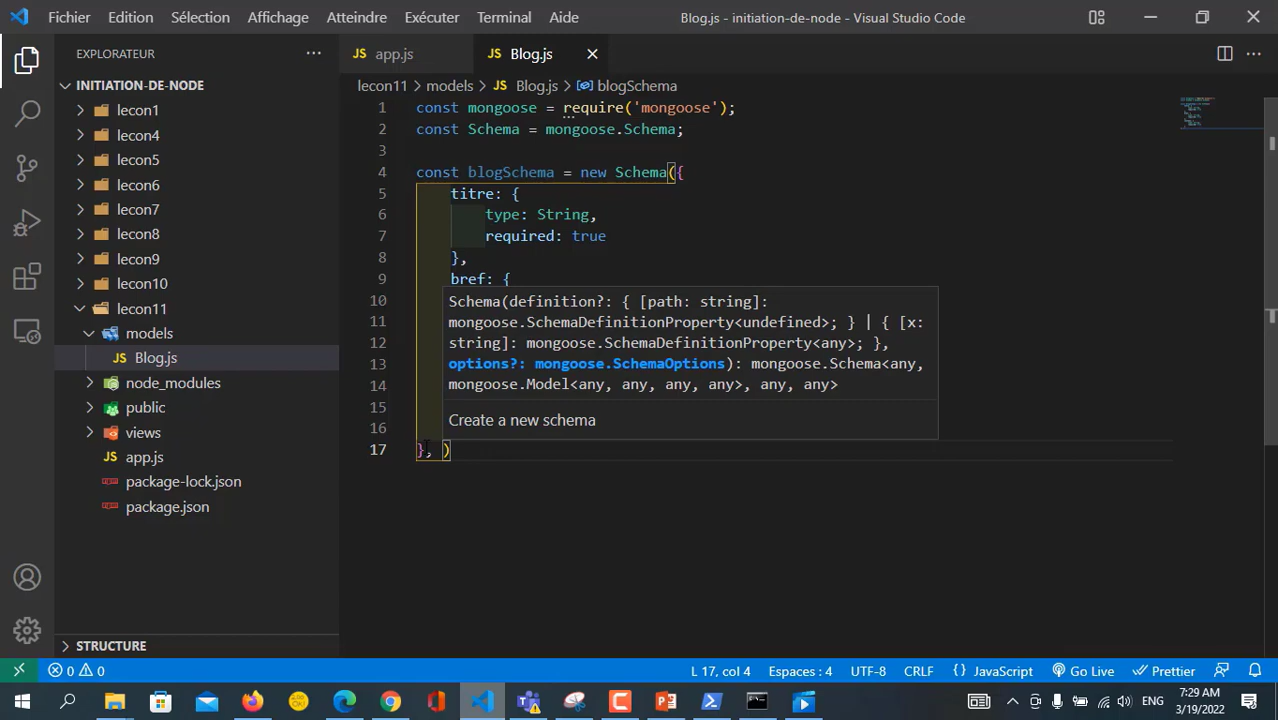 Fichier Edition Sélection Affichage Atteindre Exécuter Terminal Aide Blog.js - initiation-de-node - Visual Studio Code
EXPLORATEUR
JS app.js
JS Blog.js
INITIATION-DE-NODE
lecon1
lecon4
lecon5
lecon6
lecon7
lecon8
lecon9
lecon10
lecon11
models
JS Blog.js
node_modules
public
views
JS app.js
package-lock.json
package.json
STRUCTURE
lecon11 models JS Blog.js blogSchema
1 const mongoose = require('mongoose');
2 const Schema = mongoose.Schema;
3
4 const blogSchema = new Schema({
5 titre: {
6 type: String,
7 required: true
8 },
9 bref: {
10
11
12
13
14
15
16
17 }, )
Schema(definition?: { [path: string]:
mongoose.SchemaDefinitionProperty<undefined>; } | { [x:
string]: mongoose.SchemaDefinitionProperty<any>; },
options?: mongoose.SchemaOptions): mongoose.Schema<any,
mongoose.Model<any, any, any, any>, any, any>
Create a new schema
0 0 L 17, col 4 Espaces : 4 UTF-8 CRLF {} JavaScript Go Live Prettier
ENG 7:29 AM
3/19/2022